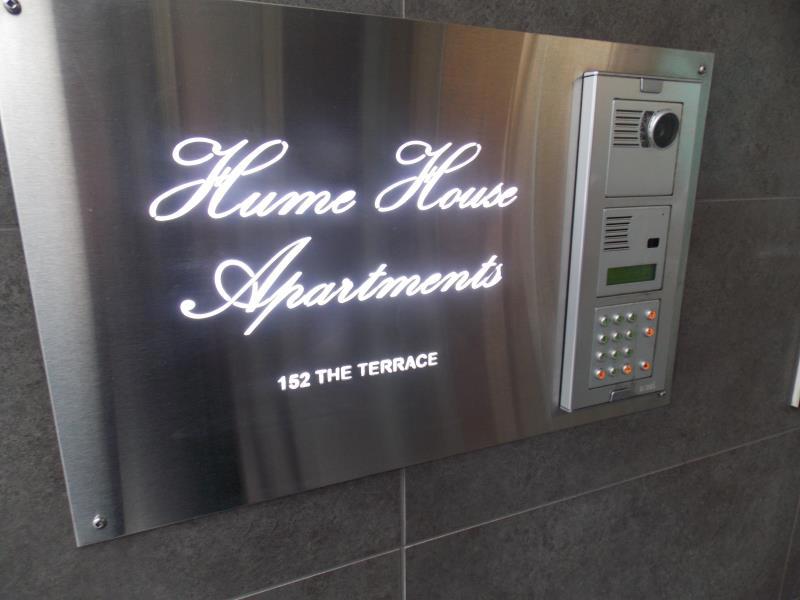 Hume House
Apartments
152 THE TERRACE